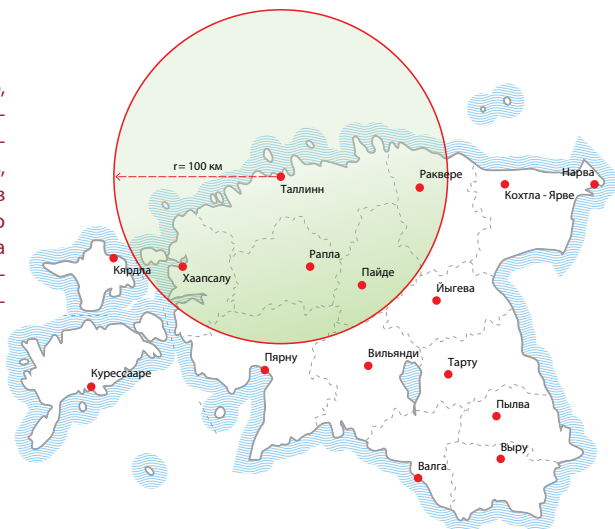 r= 100 км
Таллинн
Раквере
Нарва
Кохтла - Ярве
Кярдла
Хаапсалу
Рапла
Пайде
Йыгева
Пярну
Вильянди
Тарту
Курессааре
Пылва
Выру
Валга